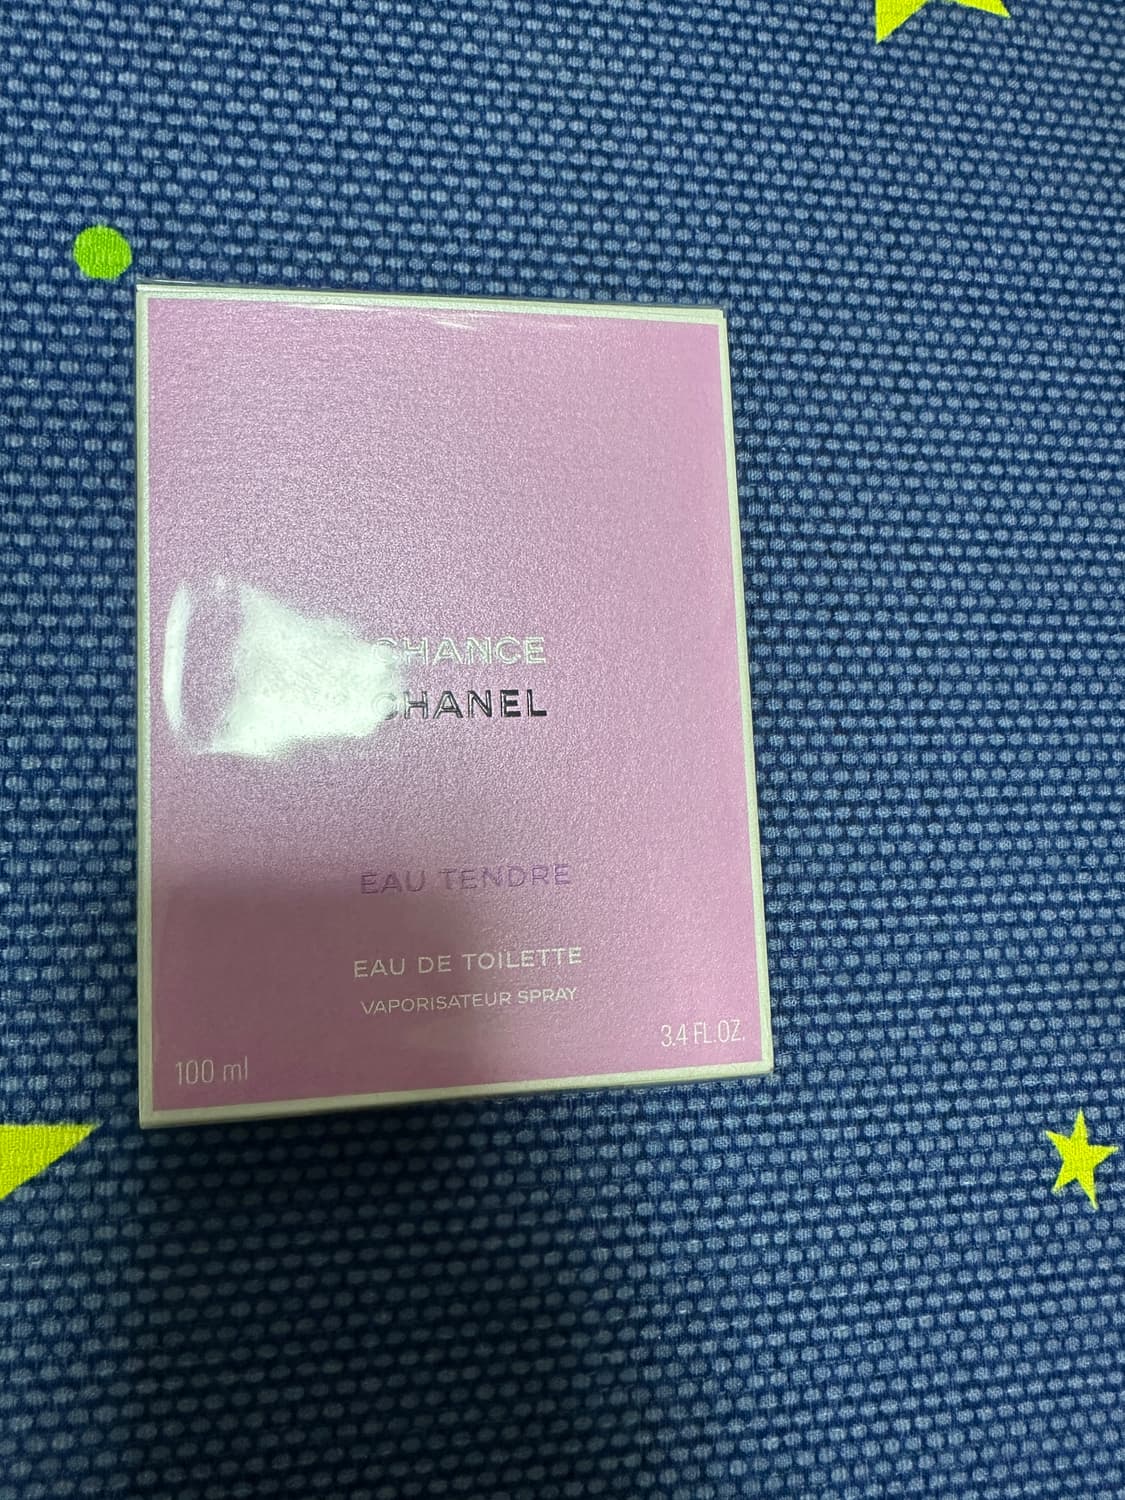 CHANCE
CHANEL
EAU TENDRE
EAU DE TOILETTE
VAPORISATEUR SPRAY
100 ml
3.4 FL.OZ.